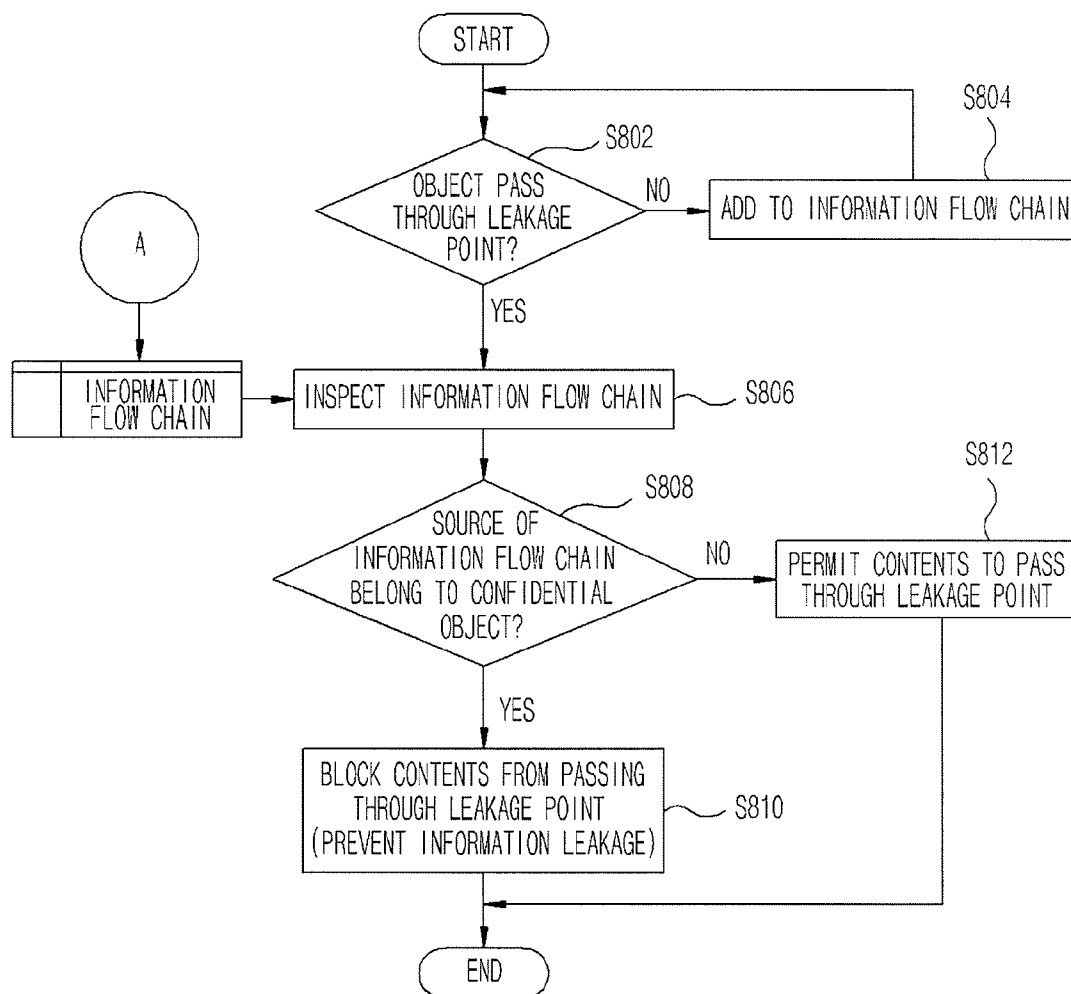 START
S804
S802
OBJECT PASS
THROUGH LEAKAGE
POINT?
NO
ADD TO INFORMATION FLOW CHAIN
A
YES
INFORMATION
FLOW CHAIN
INSPECT INFORMATION FLOW CHAIN
S806
S812
S808
SOURCE OF
INFORMATION FLOW CHAIN
BELONG TO CONFIDENTIAL
OBJECT?
NO
PERMIT CONTENTS TO PASS
THROUGH LEAKAGE POINT
YES
BLOCK CONTENTS FROM PASSING
THROUGH LEAKAGE POINT
(PREVENT INFORMATION LEAKAGE)
S810
END